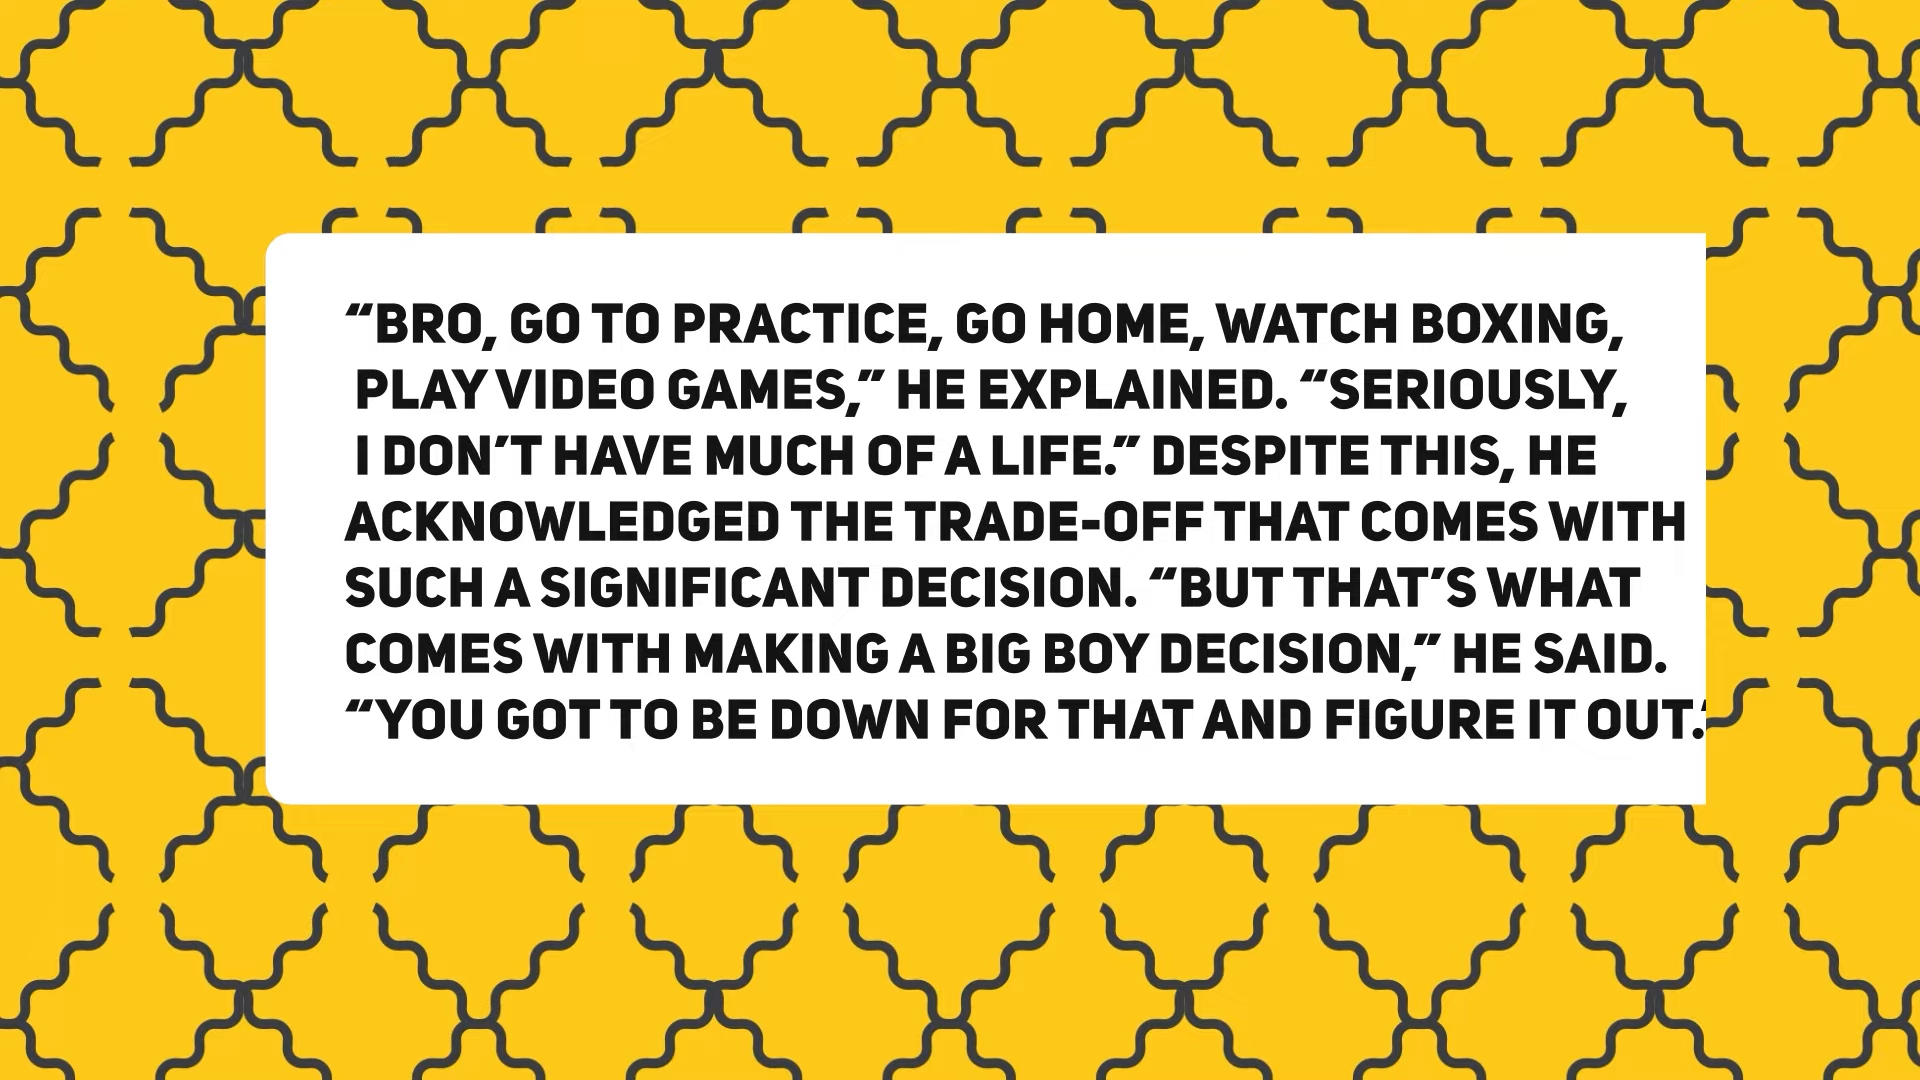 “BRO, GO TO PRACTICE, GO HOME, WATCH BOXING,
PLAY VIDEO GAMES,” HE EXPLAINED. “SERIOUSLY,
I DON’T HAVE MUCH OF A LIFE.” DESPITE THIS, HE
ACKNOWLEDGED THE TRADE-OFF THAT COMES WITH
SUCH A SIGNIFICANT DECISION. “BUT THAT’S WHAT
COMES WITH MAKING A BIG BOY DECISION,” HE SAID.
“YOU GOT TO BE DOWN FOR THAT AND FIGURE IT OUT.”